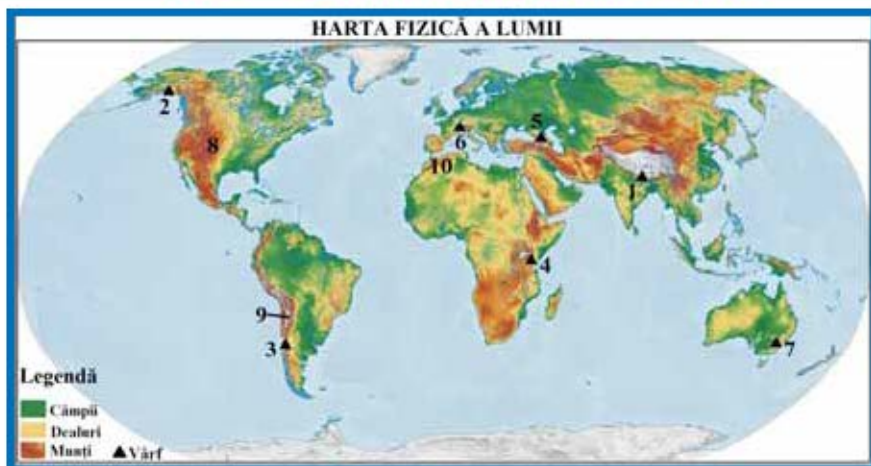 HARTA FIZICĂ A LUMII
2
8
5
6
10
1
4
9
3
7
Legendă
Câmpii
Dealuri
Munți
Vârf